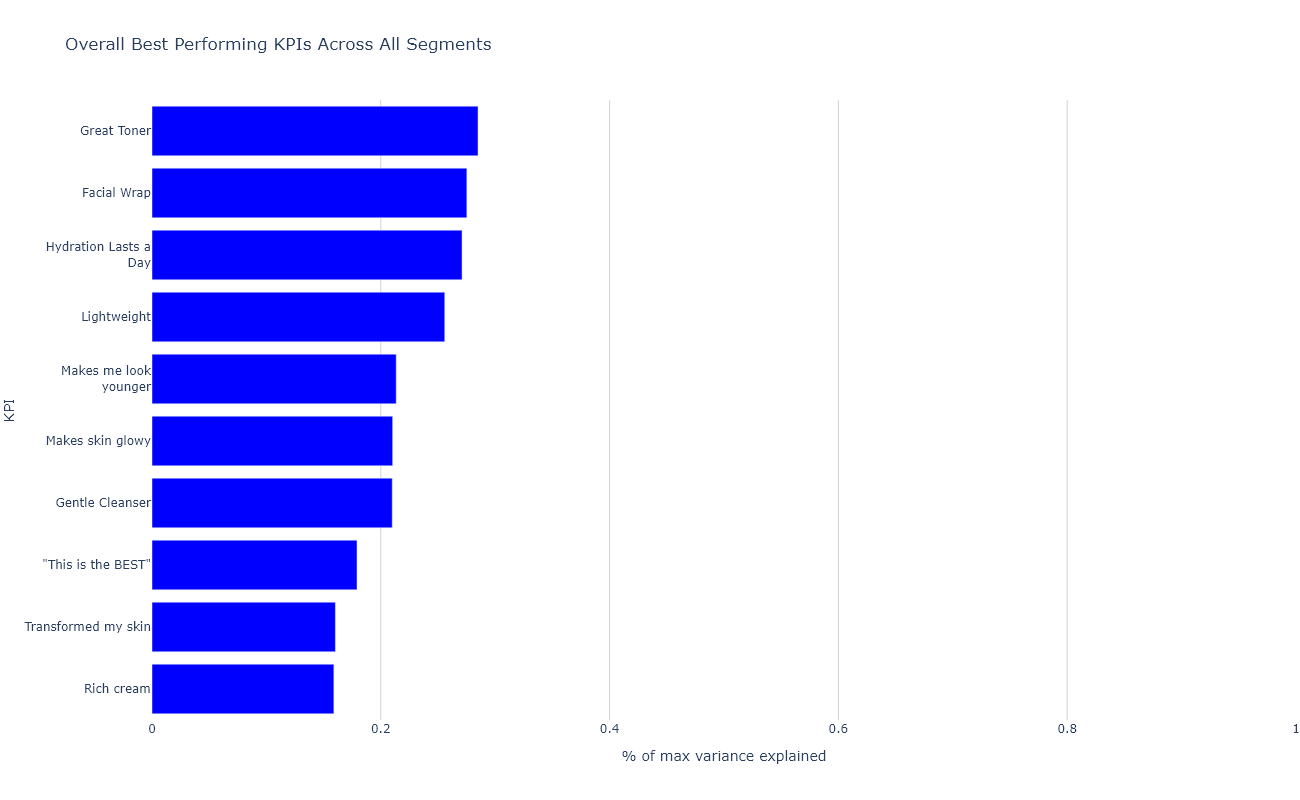 Overall Best Performing KPIs Across All Segments
KPI
Great Toner
Facial Wrap
Hydration Lasts a
Day
Lightweight
Makes me look
younger
Makes skin glowy
Gentle Cleanser
"This is the BEST"
Transformed my skin
Rich cream
0 0.2 0.4 0.6 0.8 1
% of max variance explained